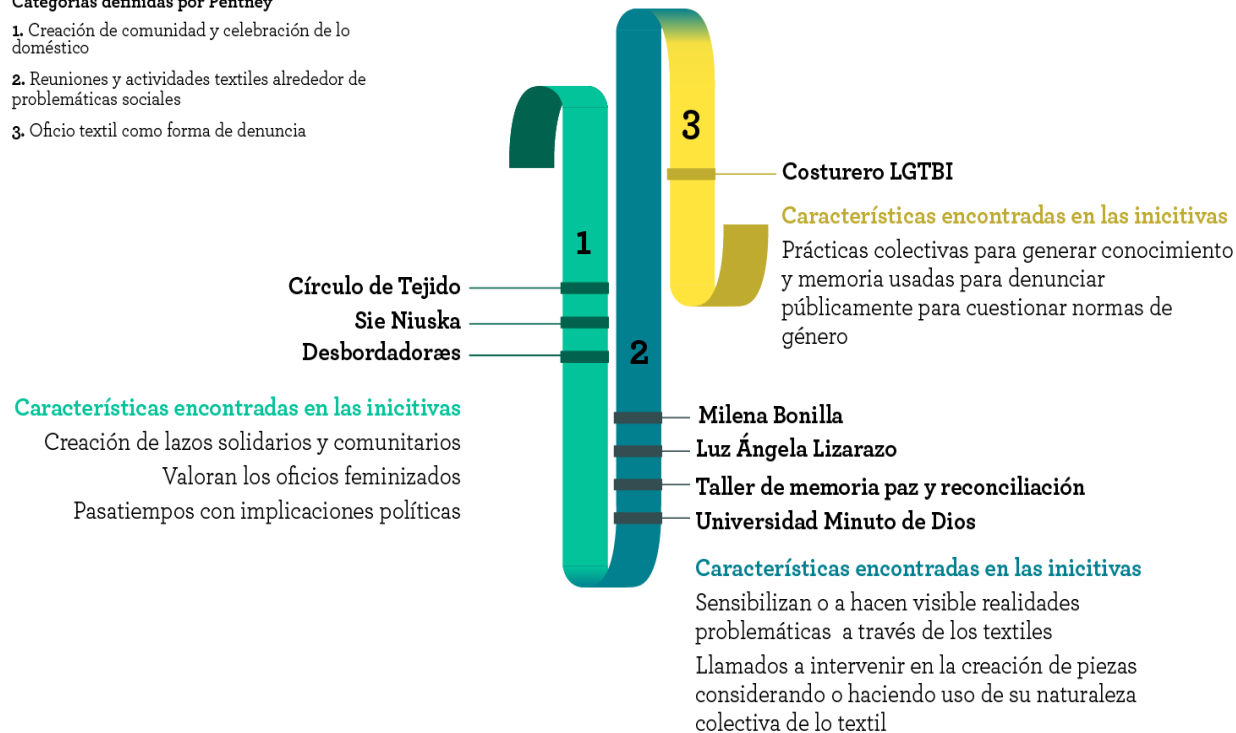 Categorías definidas por Pentney
1. Creación de comunidad y celebración de lo
doméstico
2. Reuniones y actividades textiles alrededor de
problemáticas sociales
3. Oficio textil como forma de denuncia
1
Círculo de Tejido
Sie Niuska
Desbordadoræs
Características encontradas en las inicitivas
Creación de lazos solidarios y comunitarios
Valoran los oficios feminizados
Pasatiempos con implicaciones políticas
2
Milena Bonilla
Luz Ángela Lizarazo
Taller de memoria paz y reconciliación
Universidad Minuto de Dios
Características encontradas en las inicitivas
Sensibilizan o a hacen visible realidades
problemáticas a través de los textiles
Llamados a intervenir en la creación de piezas
considerando o haciendo uso de su naturaleza
colectiva de lo textil
3
Costurero LGTBI
Características encontradas en las inicitivas
Prácticas colectivas para generar conocimiento
y memoria usadas para denunciar
públicamente para cuestionar normas de
género